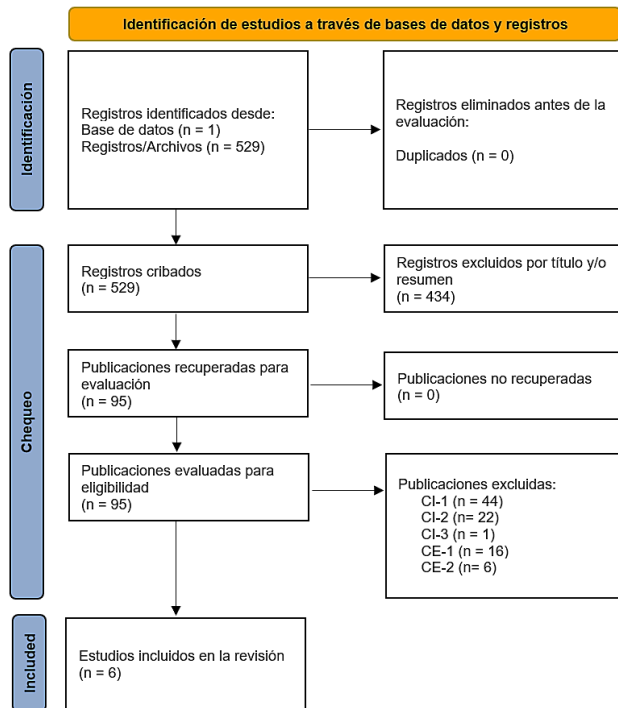 Identificación de estudios a través de bases de datos y registros
Identificación
Registros identificados desde:
Base de datos (n = 1)
Registros/Archivos (n = 529)
Registros eliminados antes de la
evaluación:
Duplicados (n = 0)
Chequeo
Registros cribados
(n = 529)
Registros excluidos por título y/o
resumen
(n = 434)
Publicaciones recuperadas para
evaluación
(n = 95)
Publicaciones no recuperadas
(n = 0)
Publicaciones evaluadas para
eligibilidad
(n = 95)
Publicaciones excluidas:
CI-1 (n = 44)
CI-2 (n= 22)
CI-3 (n = 1)
CE-1 (n = 16)
CE-2 (n= 6)
Included
Estudios incluidos en la revisión
(n = 6)